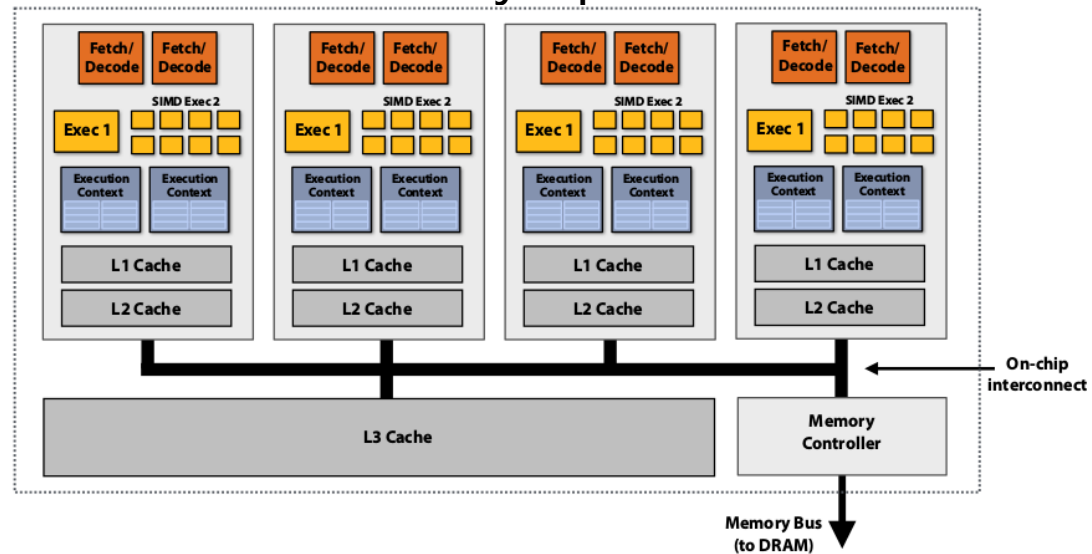 Fetch/
Decode
Fetch/
Decode
SIMD Exec 2
Exec 1
Execution
Context
Execution
Context
L1 Cache
L2 Cache
Fetch/
Decode
Fetch/
Decode
SIMD Exec 2
Exec 1
Execution
Context
Execution
Context
L1 Cache
L2 Cache
Fetch/
Decode
Fetch/
Decode
SIMD Exec 2
Exec 1
Execution
Context
Execution
Context
L1 Cache
L2 Cache
Fetch/
Decode
Fetch/
Decode
SIMD Exec 2
Exec 1
Execution
Context
Execution
Context
L1 Cache
L2 Cache
On-chip
interconnect
L3 Cache
Memory
Controller
Memory Bus
(to DRAM)